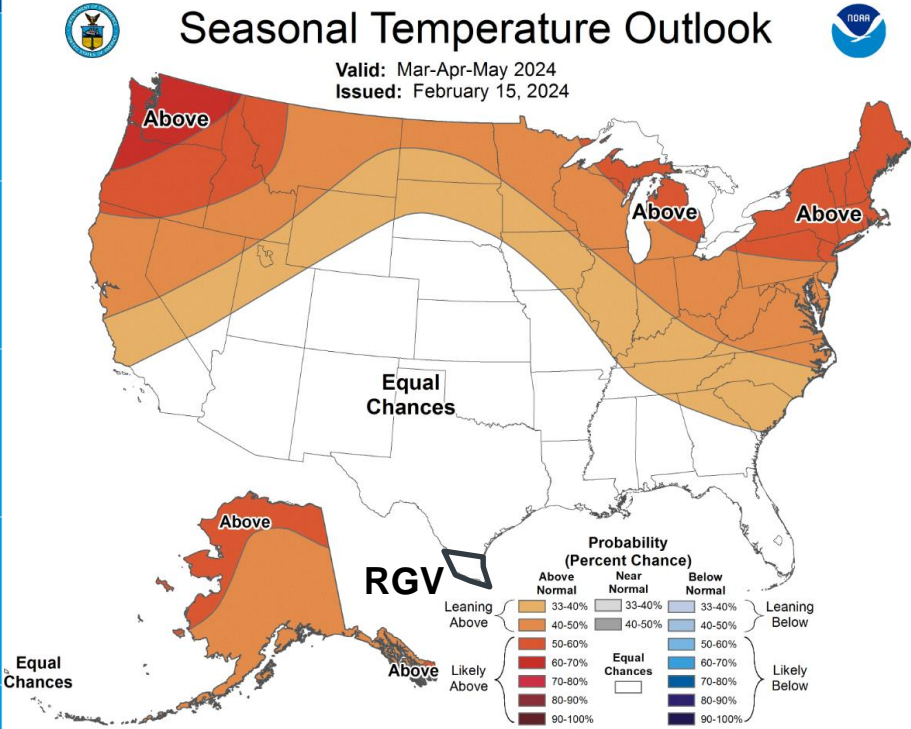 Seasonal Temperature Outlook
NOAA
Valid: Mar-Apr-May 2024
Issued: February 15, 2024
Above
Above
Above
Equal
Chances
Above
RGV
Above
Equal
Chances
Probability
(Percent Chance)
Above
Normal
Near
Normal
Below
Normal
Leaning
Above
33-40%
40-50%
33-40%
40-50%
33-40%
40-50%
Leaning
Below
Likely
Above
50-60%
60-70%
70-80%
80-90%
90-100%
Equal
Chances
50-60%
60-70%
70-80%
80-90%
90-100%
Likely
Below